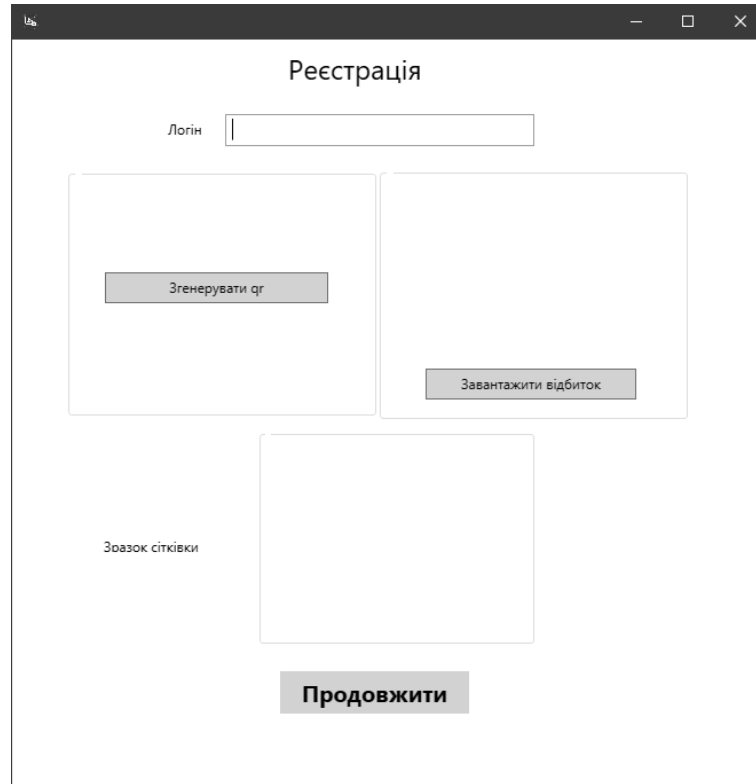 Реєстрація
Логін
Згенерувати qr
Завантажити відбиток
Зразок сітківки
Продовжити